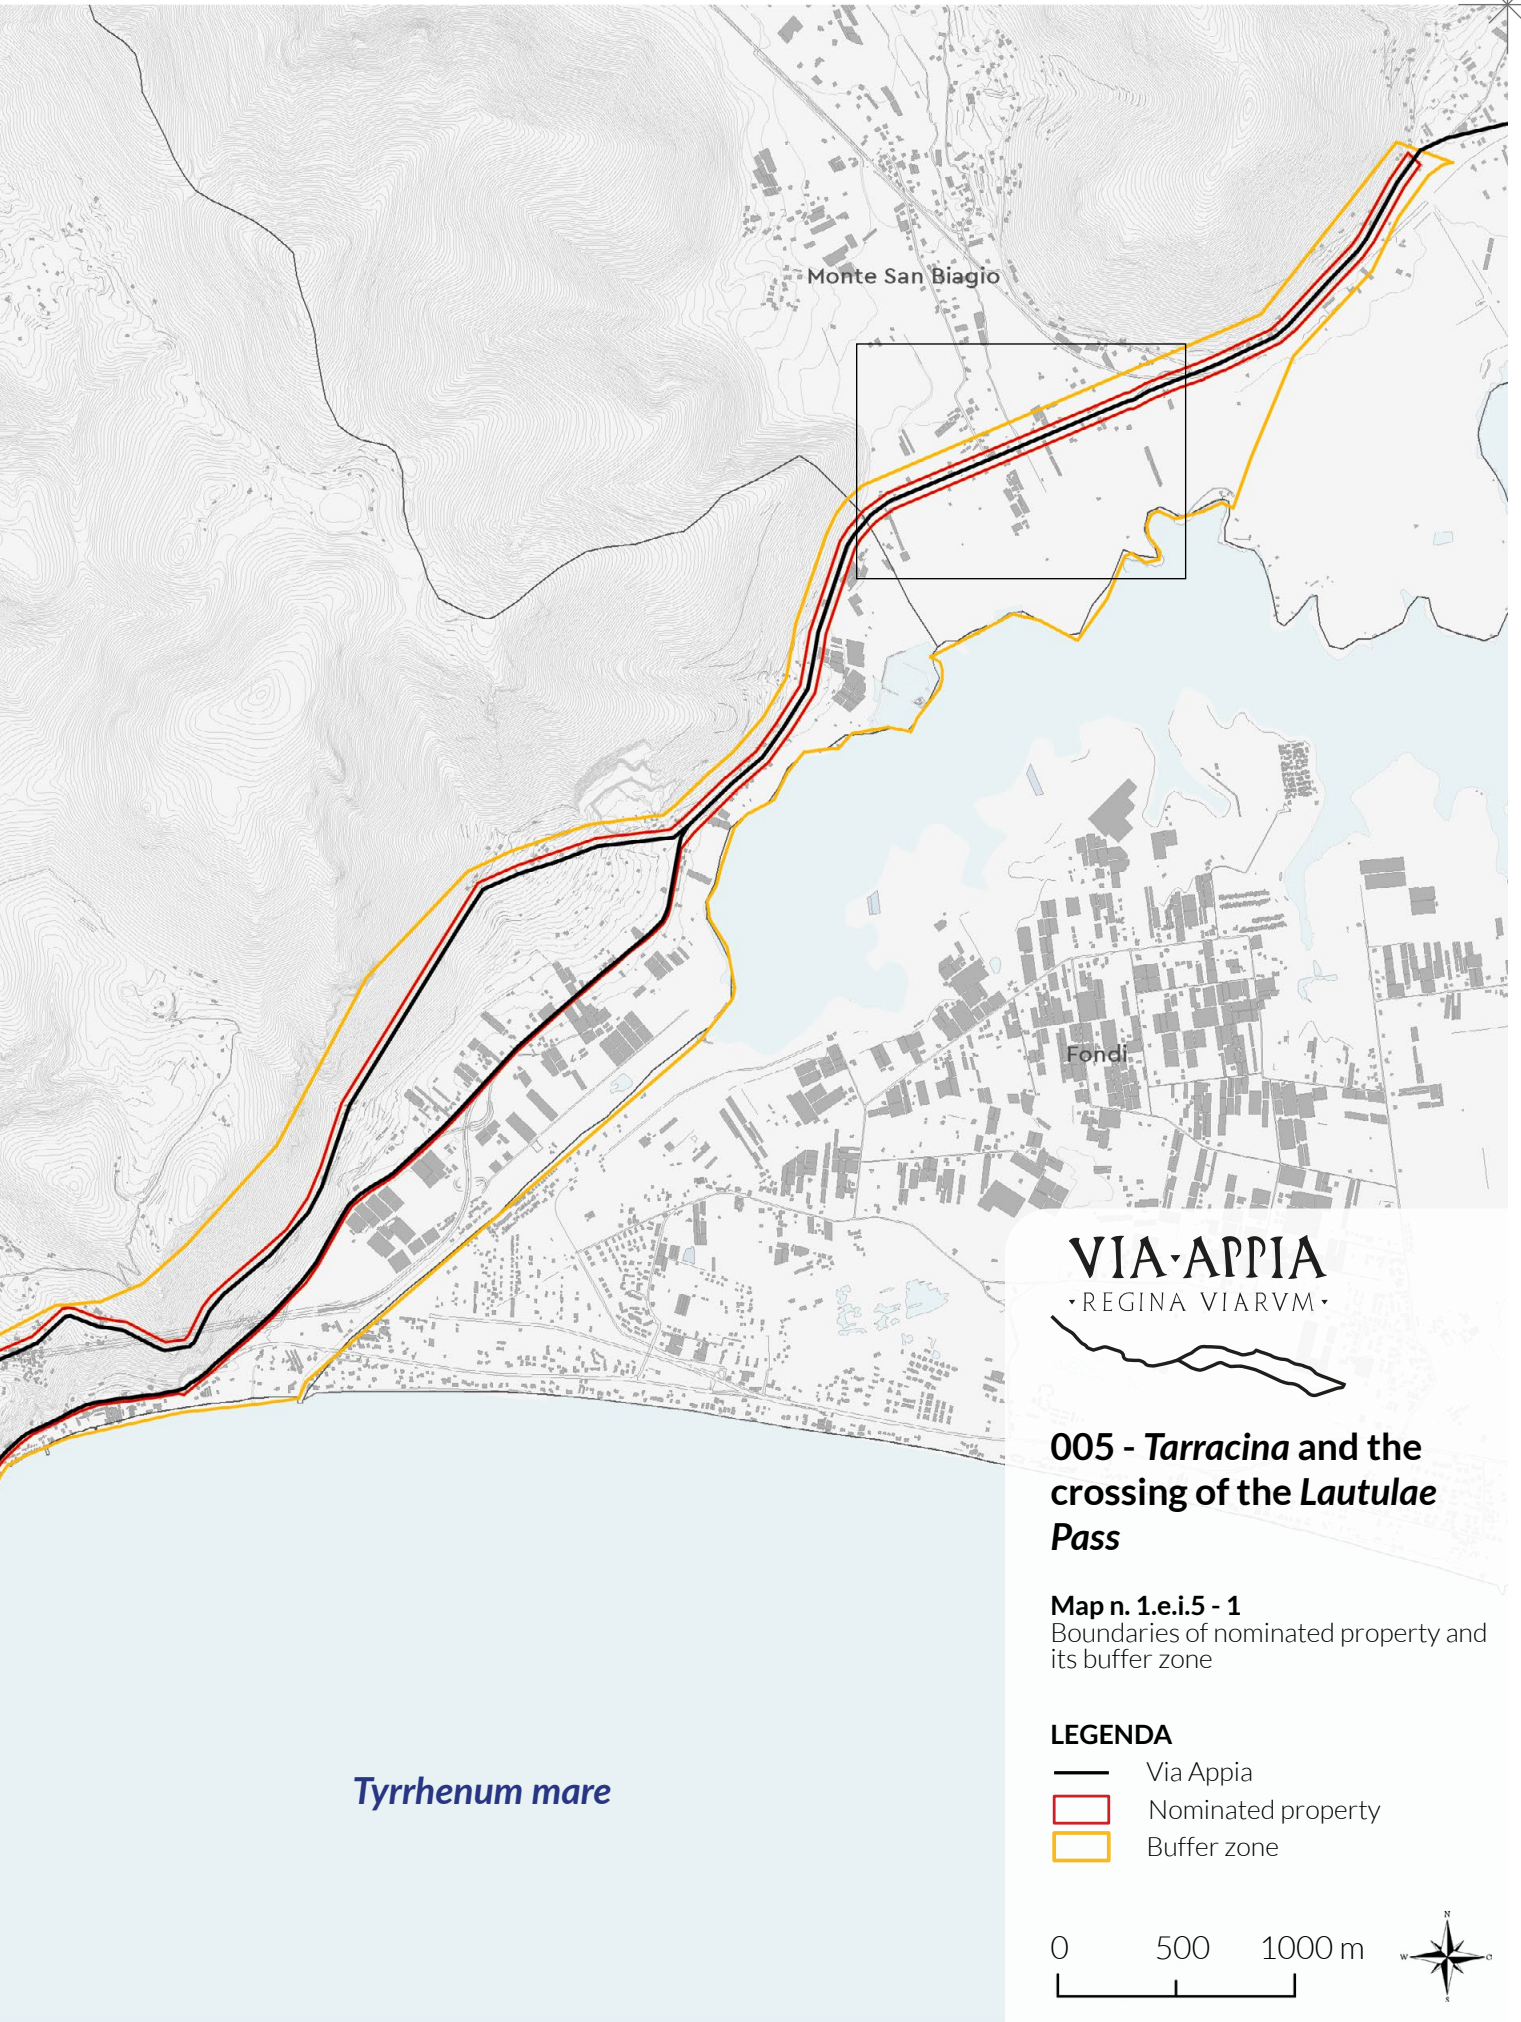 Monte San Biagio
Fondi
VIA·APPIA
·REGINA VIARVM·
005 - Tarracina and the
crossing of the Lautulae
Pass
Map n. 1.e.i.5 - 1
Boundaries of nominated property and
its buffer zone
Tyrrhenum mare
LEGENDA
Via Appia
Nominated property
Buffer zone
0 500 1000 m
N
W O
S